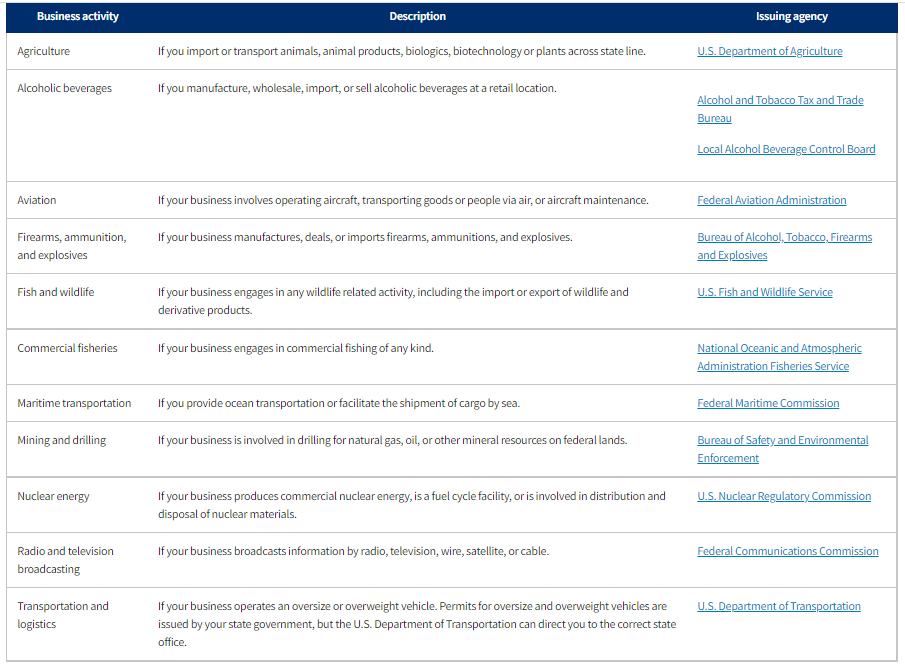 Business activity Description Issuing agency
Agriculture If you import or transport animals, animal products, biologics, biotechnology or plants across state line. U.S. Department of Agriculture
Alcoholic beverages If you manufacture, wholesale, import, or sell alcoholic beverages at a retail location.
Alcohol and Tobacco Tax and Trade
Bureau
Local Alcohol Beverage Control Board
Aviation If your business involves operating aircraft, transporting goods or people via air, or aircraft maintenance. Federal Aviation Administration
Firearms, ammunition, If your business manufactures, deals, or imports firearms, ammunitions, and explosives. Bureau of Alcohol, Tobacco, Firearms
and explosives and Explosives
Fish and wildlife If your business engages in any wildlife related activity, including the import or export of wildlife and U.S. Fish and Wildlife Service
derivative products.
Commercial fisheries If your business engages in commercial fishing of any kind. National Oceanic and Atmospheric
Administration Fisheries Service
Maritime transportation If you provide ocean transportation or facilitate the shipment of cargo by sea. Federal Maritime Commission
Mining and drilling If your business is involved in drilling for natural gas, oil, or other mineral resources on federal lands. Bureau of Safety and Environmental
Enforcement
Nuclear energy If your business produces commercial nuclear energy, is a fuel cycle facility, or is involved in distribution and U.S. Nuclear Regulatory Commission
disposal of nuclear materials.
Radio and television If your business broadcasts information by radio, television, wire, satellite, or cable. Federal Communications Commission
broadcasting
Transportation and If your business operates an oversize or overweight vehicle. Permits for oversize and overweight vehicles are U.S. Department of Transportation
logistics issued by your state government, but the U.S. Department of Transportation can direct you to the correct state
office.